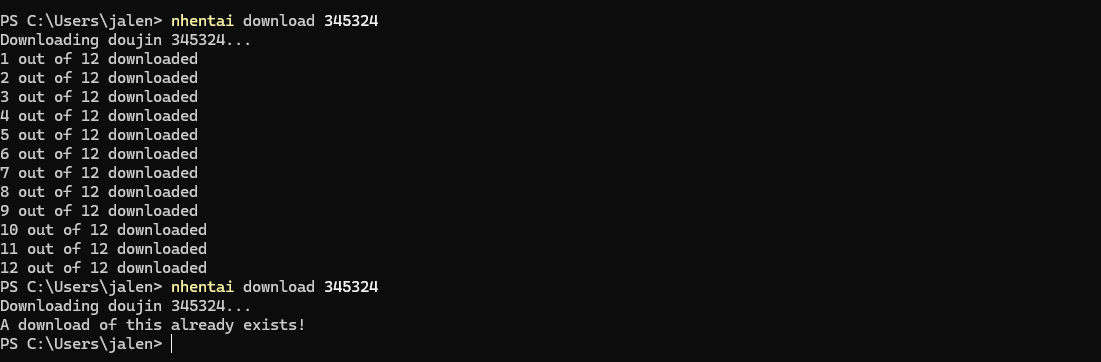 PS C:\Users\jalen> nhentai download 345324
Downloading doujin 345324...
1 out of 12 downloaded
2 out of 12 downloaded
3 out of 12 downloaded
4 out of 12 downloaded
5 out of 12 downloaded
6 out of 12 downloaded
7 out of 12 downloaded
8 out of 12 downloaded
9 out of 12 downloaded
10 out of 12 downloaded
11 out of 12 downloaded
12 out of 12 downloaded
PS C:\Users\jalen> nhentai download 345324
Downloading doujin 345324...
A download of this already exists!
PS C:\Users\jalen>